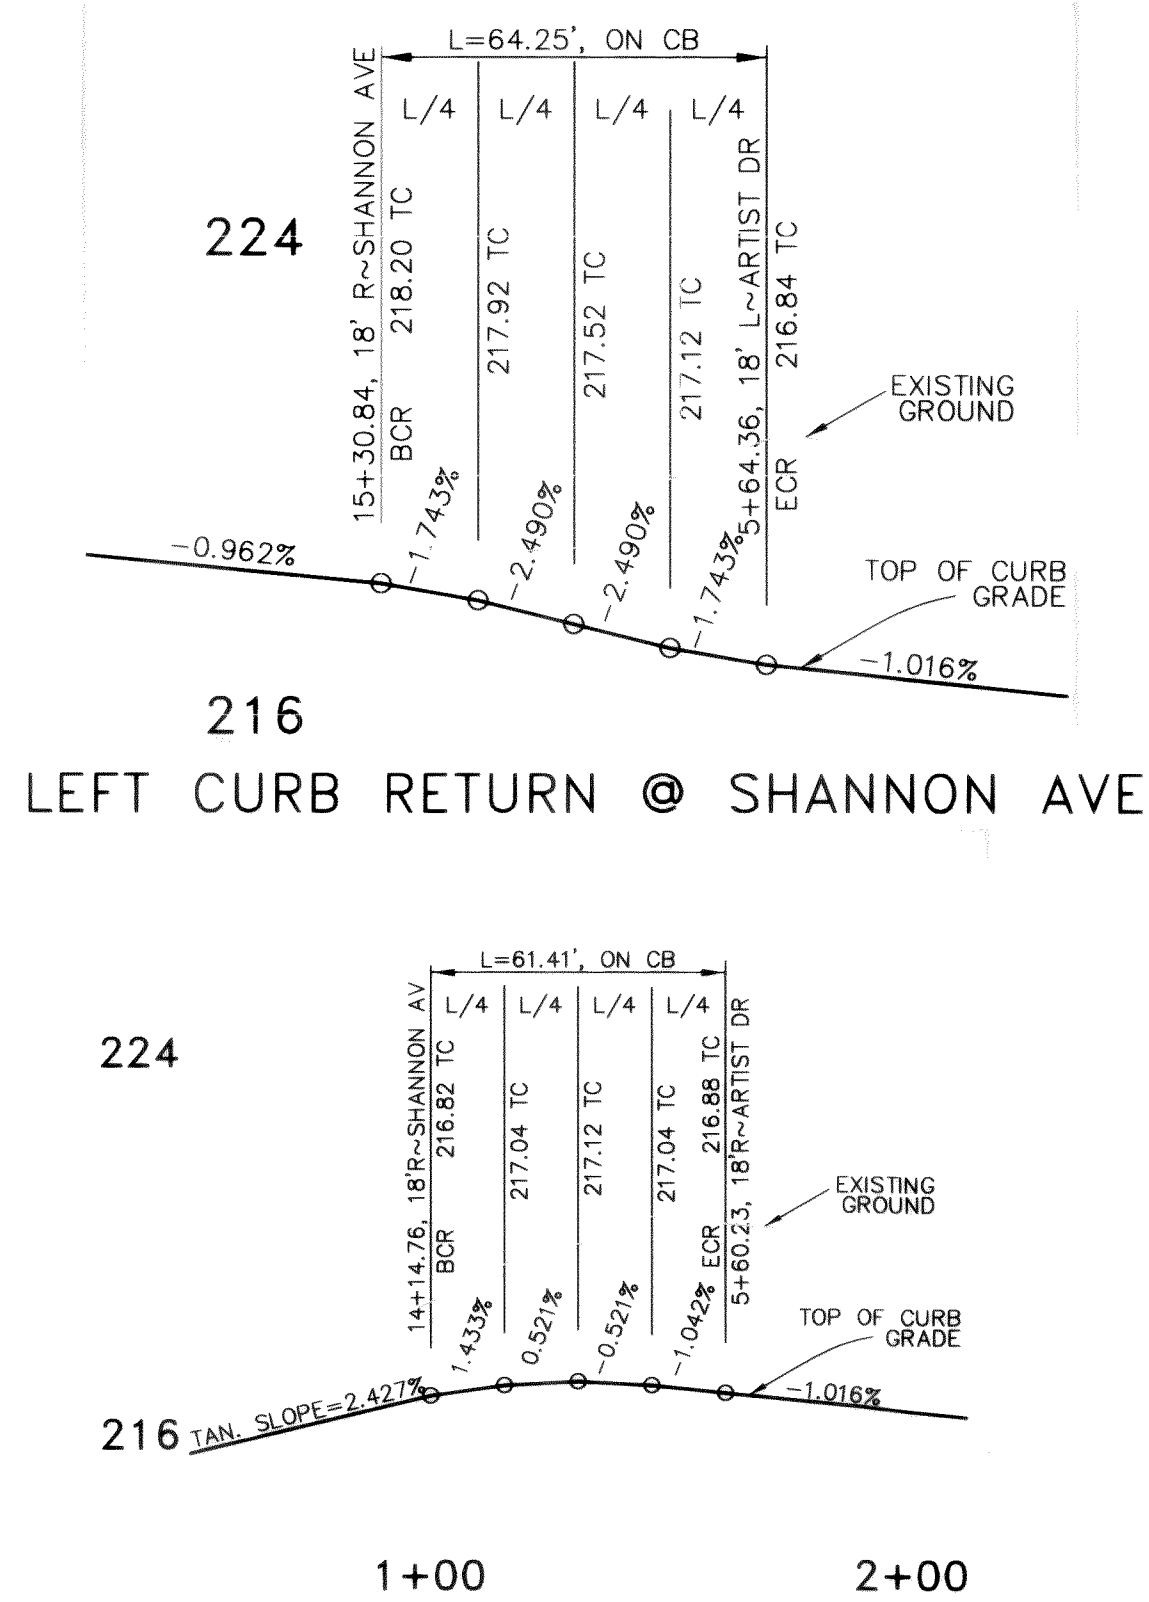 L=64.25', ON CB
L/4 L/4 L/4 L/4
15+30.84, 18' R~SHANNON AVE
BCR 218.20 TC
217.92 TC
217.52 TC
217.12 TC
5+64.36, 18' L~ARTIST DR
ECR 216.84 TC
224
EXISTING
GROUND
-0.962%
-1.743%
-2.490%
-2.490%
-1.743%
TOP OF CURB
GRADE
-1.016%
216
LEFT CURB RETURN @ SHANNON AVE
L=61.41', ON CB
L/4 L/4 L/4 L/4
14+14.76, 18'R~SHANNON AV
BCR 216.82 TC
217.04 TC
217.12 TC
217.04 TC
ECR 216.88 TC
5+60.23, 18'R~ARTIST DR
224
EXISTING
GROUND
1.433%
0.521%
-0.521%
-1.042%
TOP OF CURB
GRADE
TAN. SLOPE=2.427%
-1.016%
216
1+00 2+00